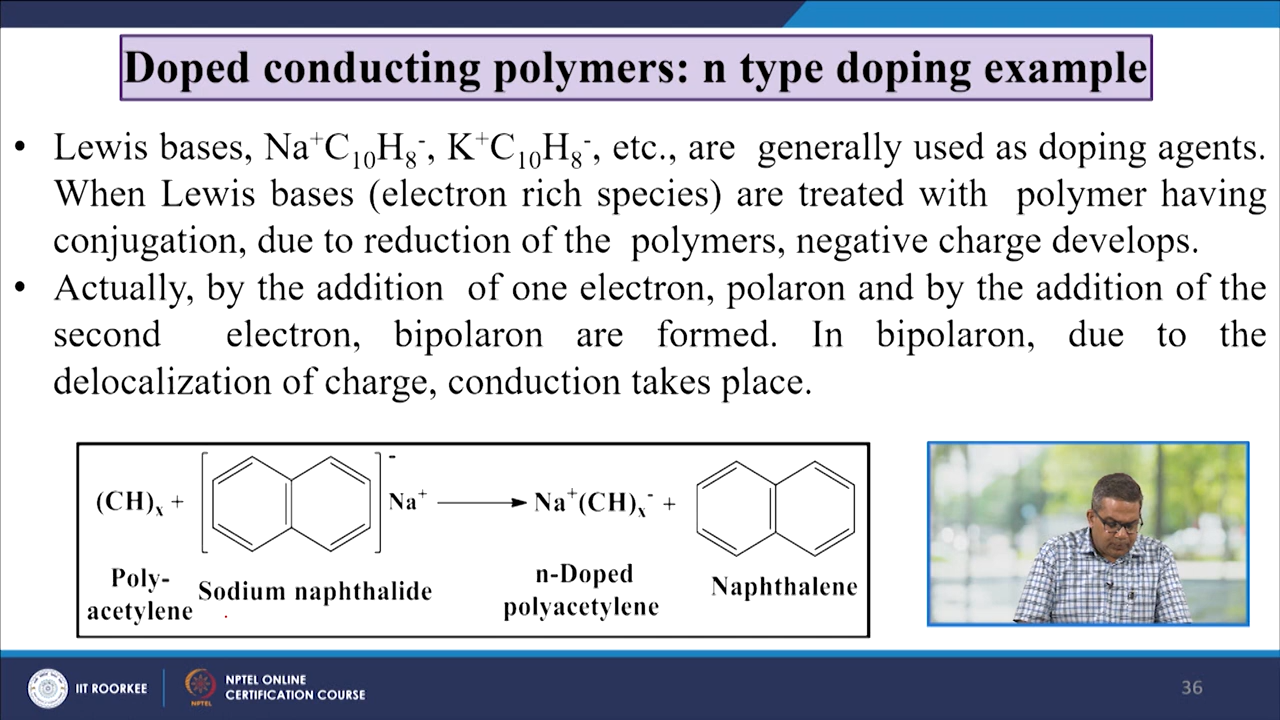 Doped conducting polymers: n type doping example
• Lewis bases, Na⁺C₁₀H₈⁻, K⁺C₁₀H₈⁻, etc., are generally used as doping agents.
When Lewis bases (electron rich species) are treated with polymer having
conjugation, due to reduction of the polymers, negative charge develops.
• Actually, by the addition of one electron, polaron and by the addition of the
second electron, bipolaron are formed. In bipolaron, due to the
delocalization of charge, conduction takes place.
(CH)ₓ + [ ]⁻ Na⁺ → Na⁺(CH)ₓ⁻ +
Poly-
acetylene
Sodium naphthalide
n-Doped
polyacetylene
Naphthalene
IIT ROORKEE
NPTEL
NPTEL ONLINE
CERTIFICATION COURSE
36